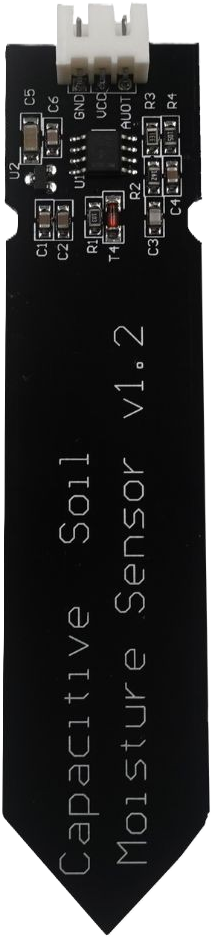 GND
VCC
AUOT
C5
C6
R3
R4
U2
U1
R2
C4
C1
C2
R1
T4
C3
Capacitive Soil
Moisture Sensor v1.2